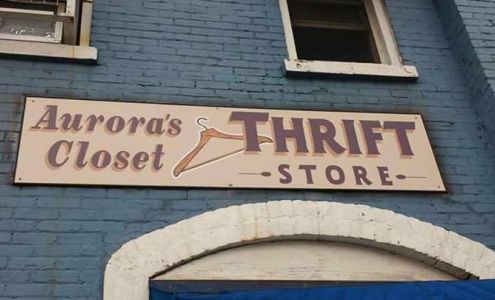 Aurora's
Closet
THRIFT
STORE